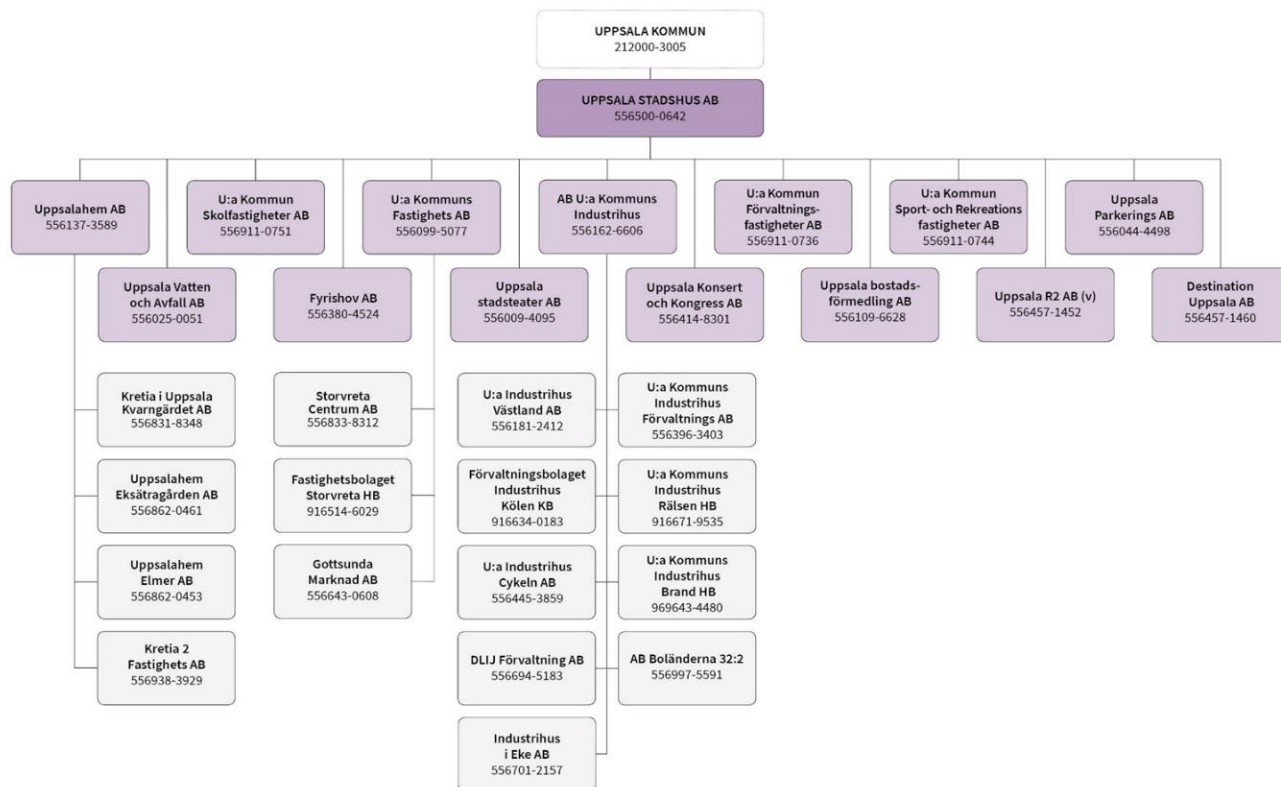 UPPSALA KOMMUN
212000-3005
UPPSALA STADSHUS AB
556500-0642
Uppsalahem AB
556137-3589
U:a Kommun
Skolfastigheter AB
556911-0751
U:a Kommuns
Fastighets AB
556099-5077
AB U:a Kommuns
Industrihus
556162-6606
U:a Kommun
Förvaltnings-
fastigheter AB
556911-0736
U:a Kommun
Sport- och Rekreations
fastigheter AB
556911-0744
Uppsala
Parkerings AB
556044-4498
Uppsala Vatten
och Avfall AB
556025-0051
Fyrishov AB
556380-4524
Uppsala
stadsteater AB
556009-4095
Uppsala Konsert
och Kongress AB
556414-8301
Uppsala bostads-
förmedling AB
556109-6628
Uppsala R2 AB (v)
556457-1452
Destination
Uppsala AB
556457-1460
Kretia i Uppsala
Kvarngärdet AB
556831-8348
Storvreta
Centrum AB
556833-8312
U:a Industrihus
Västland AB
556181-2412
U:a Kommuns
Industrihus
Förvaltnings AB
556396-3403
Uppsalahem
Eksätragården AB
556862-0461
Fastighetsbolaget
Storvreta HB
916514-6029
Förvaltningsbolaget
Industrihus
Kölen KB
916634-0183
U:a Kommuns
Industrihus
Rälsen HB
916671-9535
Uppsalahem
Elmer AB
556862-0453
Gottsunda
Marknad AB
556643-0608
U:a Industrihus
Cykeln AB
556445-3859
U:a Kommuns
Industrihus
Brand HB
969643-4480
Kretia 2
Fastighets AB
556938-3929
DLIJ Förvaltning AB
556694-5183
AB Boländerna 32:2
556997-5591
Industrihus
i Eke AB
556701-2157